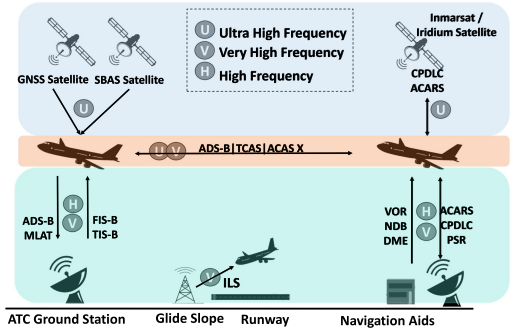 Inmarsat /
Iridium Satellite
U Ultra High Frequency
V Very High Frequency
H High Frequency
GNSS Satellite SBAS Satellite
CPDLC
ACARS
U
U
U V
ADS-B|TCAS|ACAS X
ADS-B
MLAT
H
V
FIS-B
TIS-B
V
ILS
VOR
NDB
DME
H
V
ACARS
CPDLC
PSR
ATC Ground Station Glide Slope Runway Navigation Aids